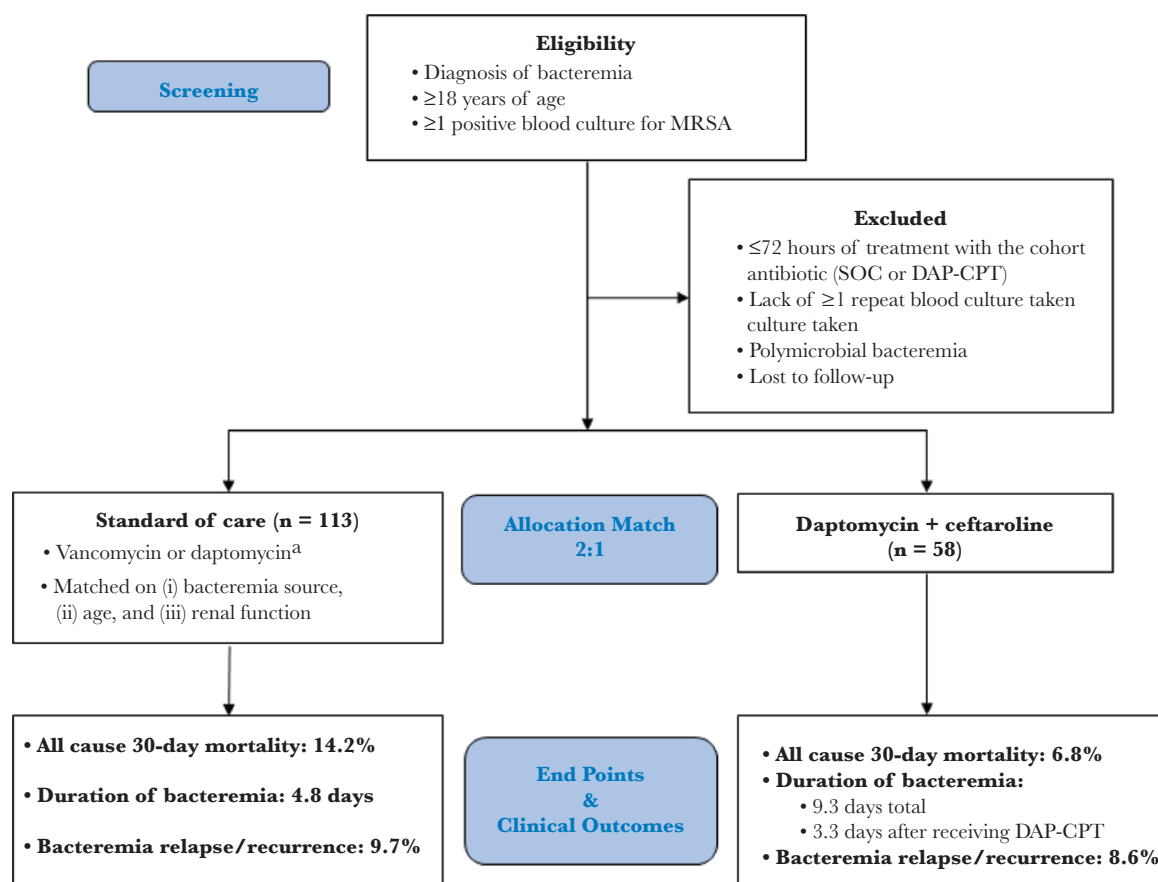 Eligibility
• Diagnosis of bacteremia
• ≥18 years of age
• ≥1 positive blood culture for MRSA
Screening
Excluded
• ≤72 hours of treatment with the cohort
antibiotic (SOC or DAP-CPT)
• Lack of ≥1 repeat blood culture taken
culture taken
• Polymicrobial bacteremia
• Lost to follow-up
Standard of care (n = 113)
• Vancomycin or daptomycinᵃ
• Matched on (i) bacteremia source,
(ii) age, and (iii) renal function
Allocation Match
2:1
Daptomycin + ceftaroline
(n = 58)
• All cause 30-day mortality: 14.2%
• Duration of bacteremia: 4.8 days
• Bacteremia relapse/recurrence: 9.7%
End Points
&
Clinical Outcomes
• All cause 30-day mortality: 6.8%
• Duration of bacteremia:
• 9.3 days total
• 3.3 days after receiving DAP-CPT
• Bacteremia relapse/recurrence: 8.6%